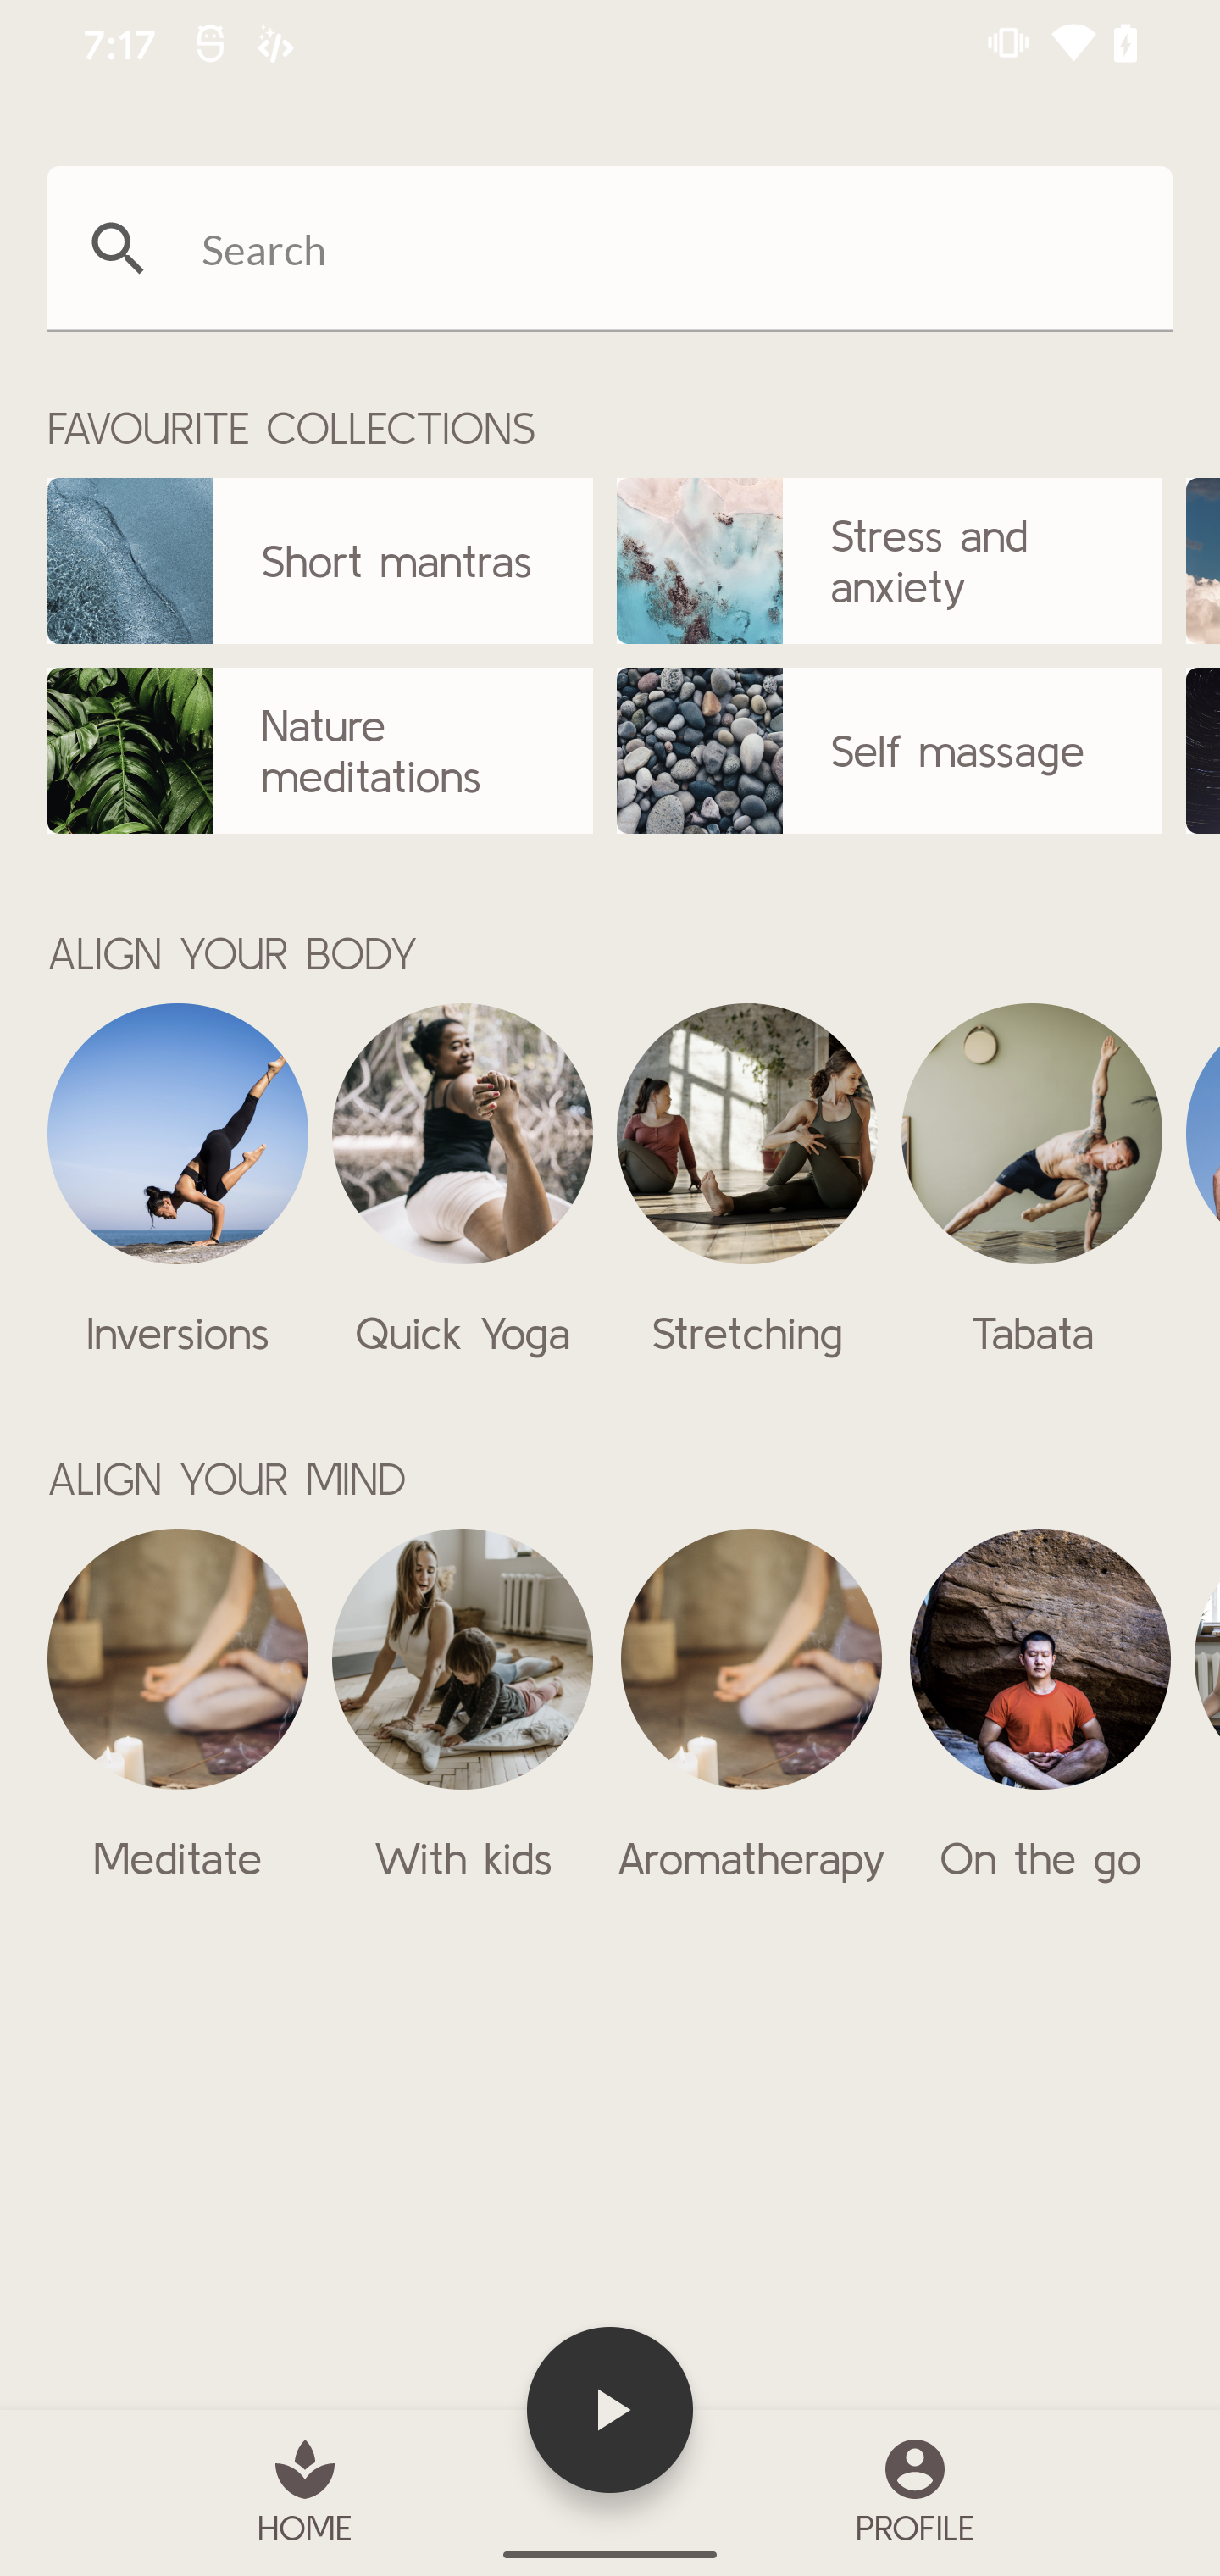 7:17
Search
FAVOURITE COLLECTIONS
Short mantras
Stress and
anxiety
Nature
meditations
Self massage
ALIGN YOUR BODY
Inversions
Quick Yoga
Stretching
Tabata
ALIGN YOUR MIND
Meditate
With kids
Aromatherapy
On the go
HOME
PROFILE